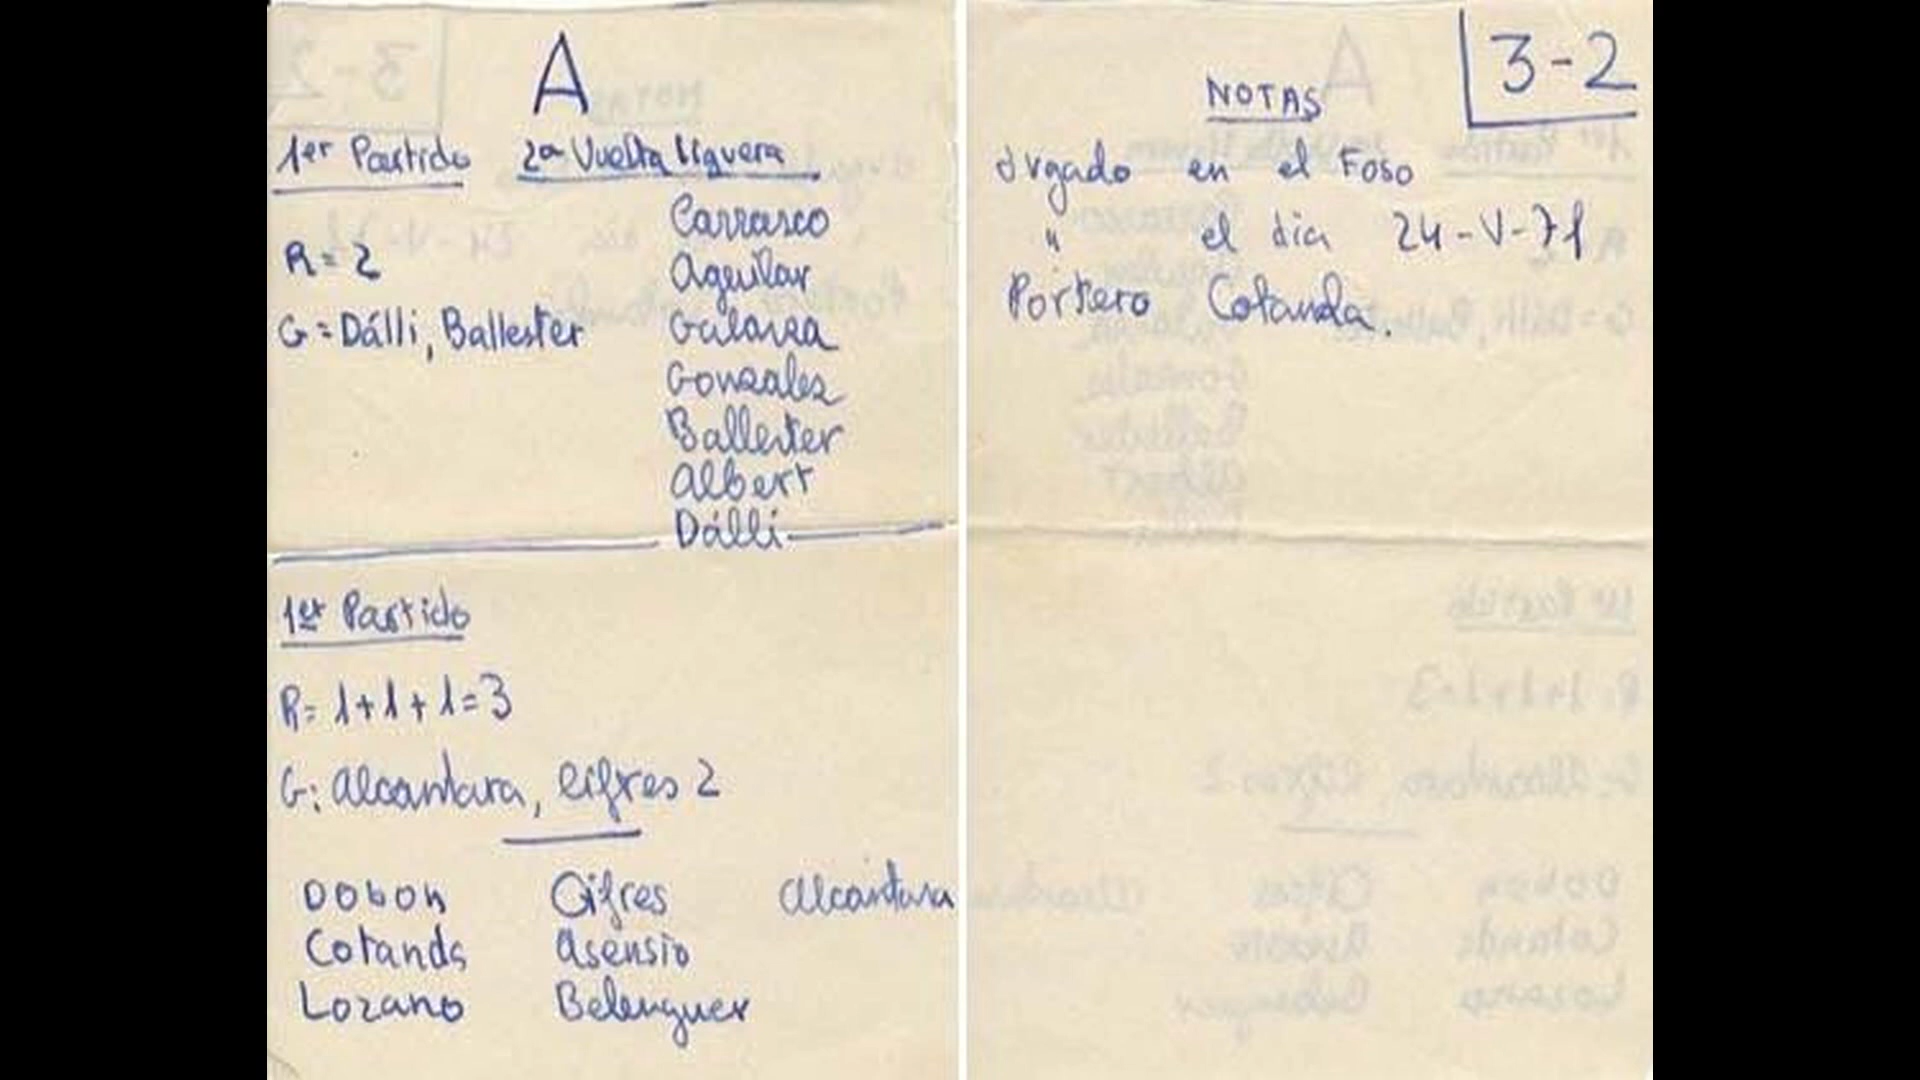 A
1er Partido 2ª Vuelta liguera
R=2
G=Dálli, Ballester
Carrasco
Aguilar
Galarza
Gonzalez
Ballester
Albert
Dálli
1er Partido
R=1+1+1=3
G: Alcantara, Cifres 2
Dobon Cifres Alcantara
Cotanda Asensio
Lozano Belenguer
3-2
NOTAS
Jugado en el Foso
" el dia 24-V-71
Portero Cotanda.